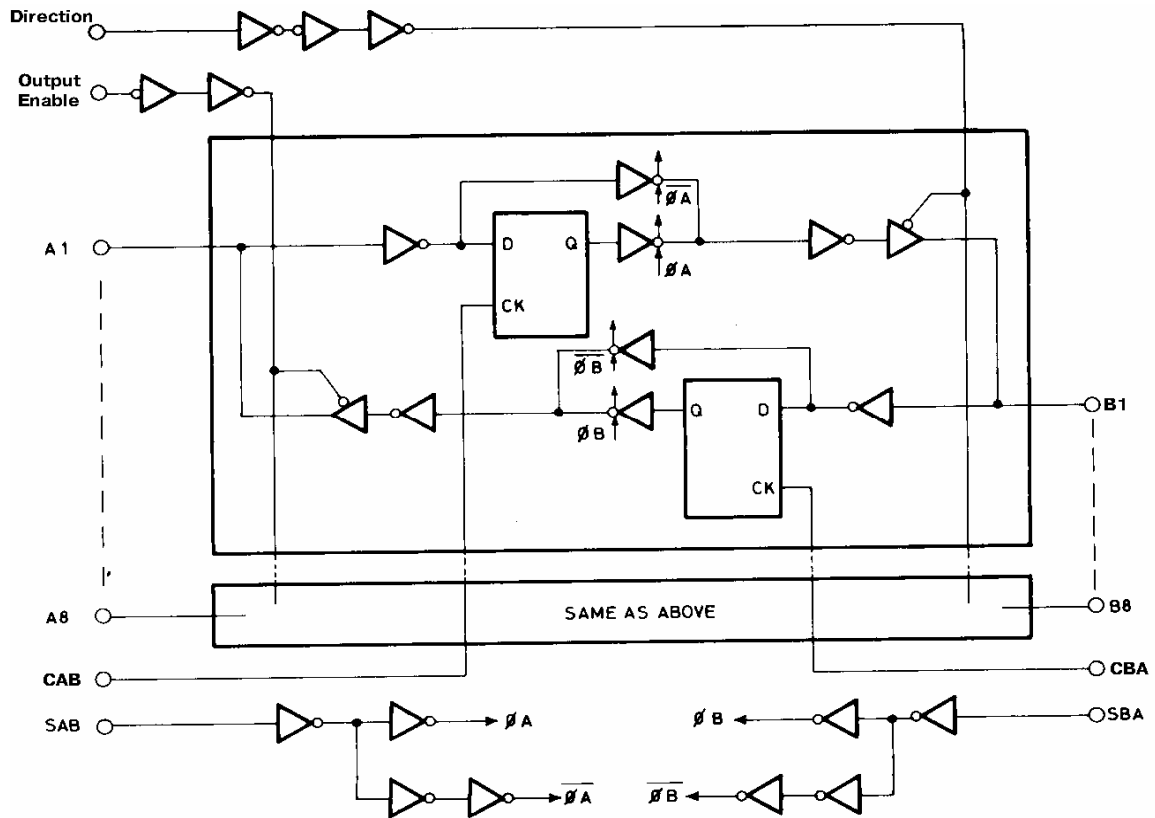 Direction
Output
Enable
ØA
A1
D
Q
ØA
CK
ØB
B1
Q
D
ØB
CK
A8
SAME AS ABOVE
B8
CAB
CBA
SAB
ØA
ØB
SBA
ØA
ØB